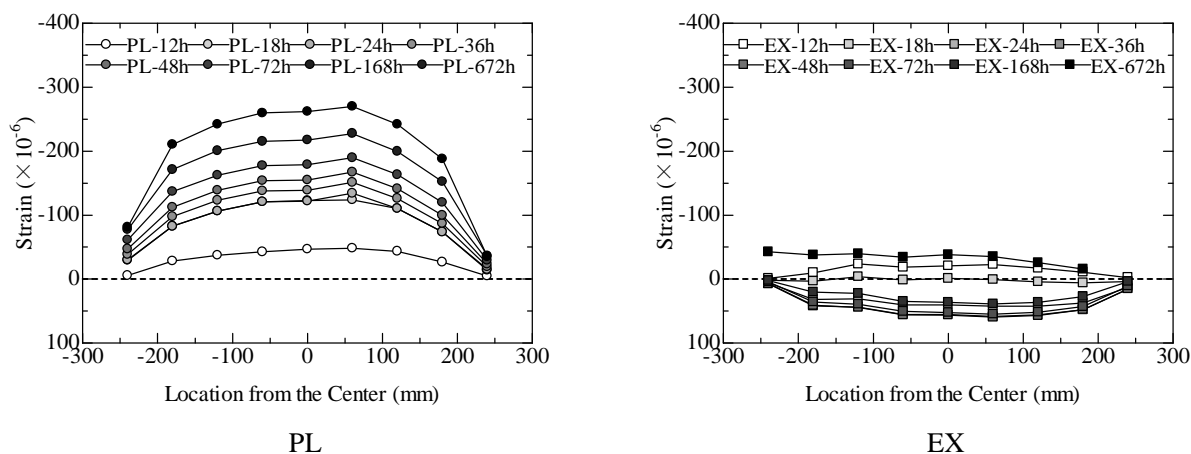 -400
-300
-200
-100
0
100
Strain (×10-6)
PL-12h PL-18h PL-24h PL-36h
PL-48h PL-72h PL-168h PL-672h
-300 -200 -100 0 100 200 300
Location from the Center (mm)
PL
-400
-300
-200
-100
0
100
Strain (×10-6)
EX-12h EX-18h EX-24h EX-36h
EX-48h EX-72h EX-168h EX-672h
-300 -200 -100 0 100 200 300
Location from the Center (mm)
EX